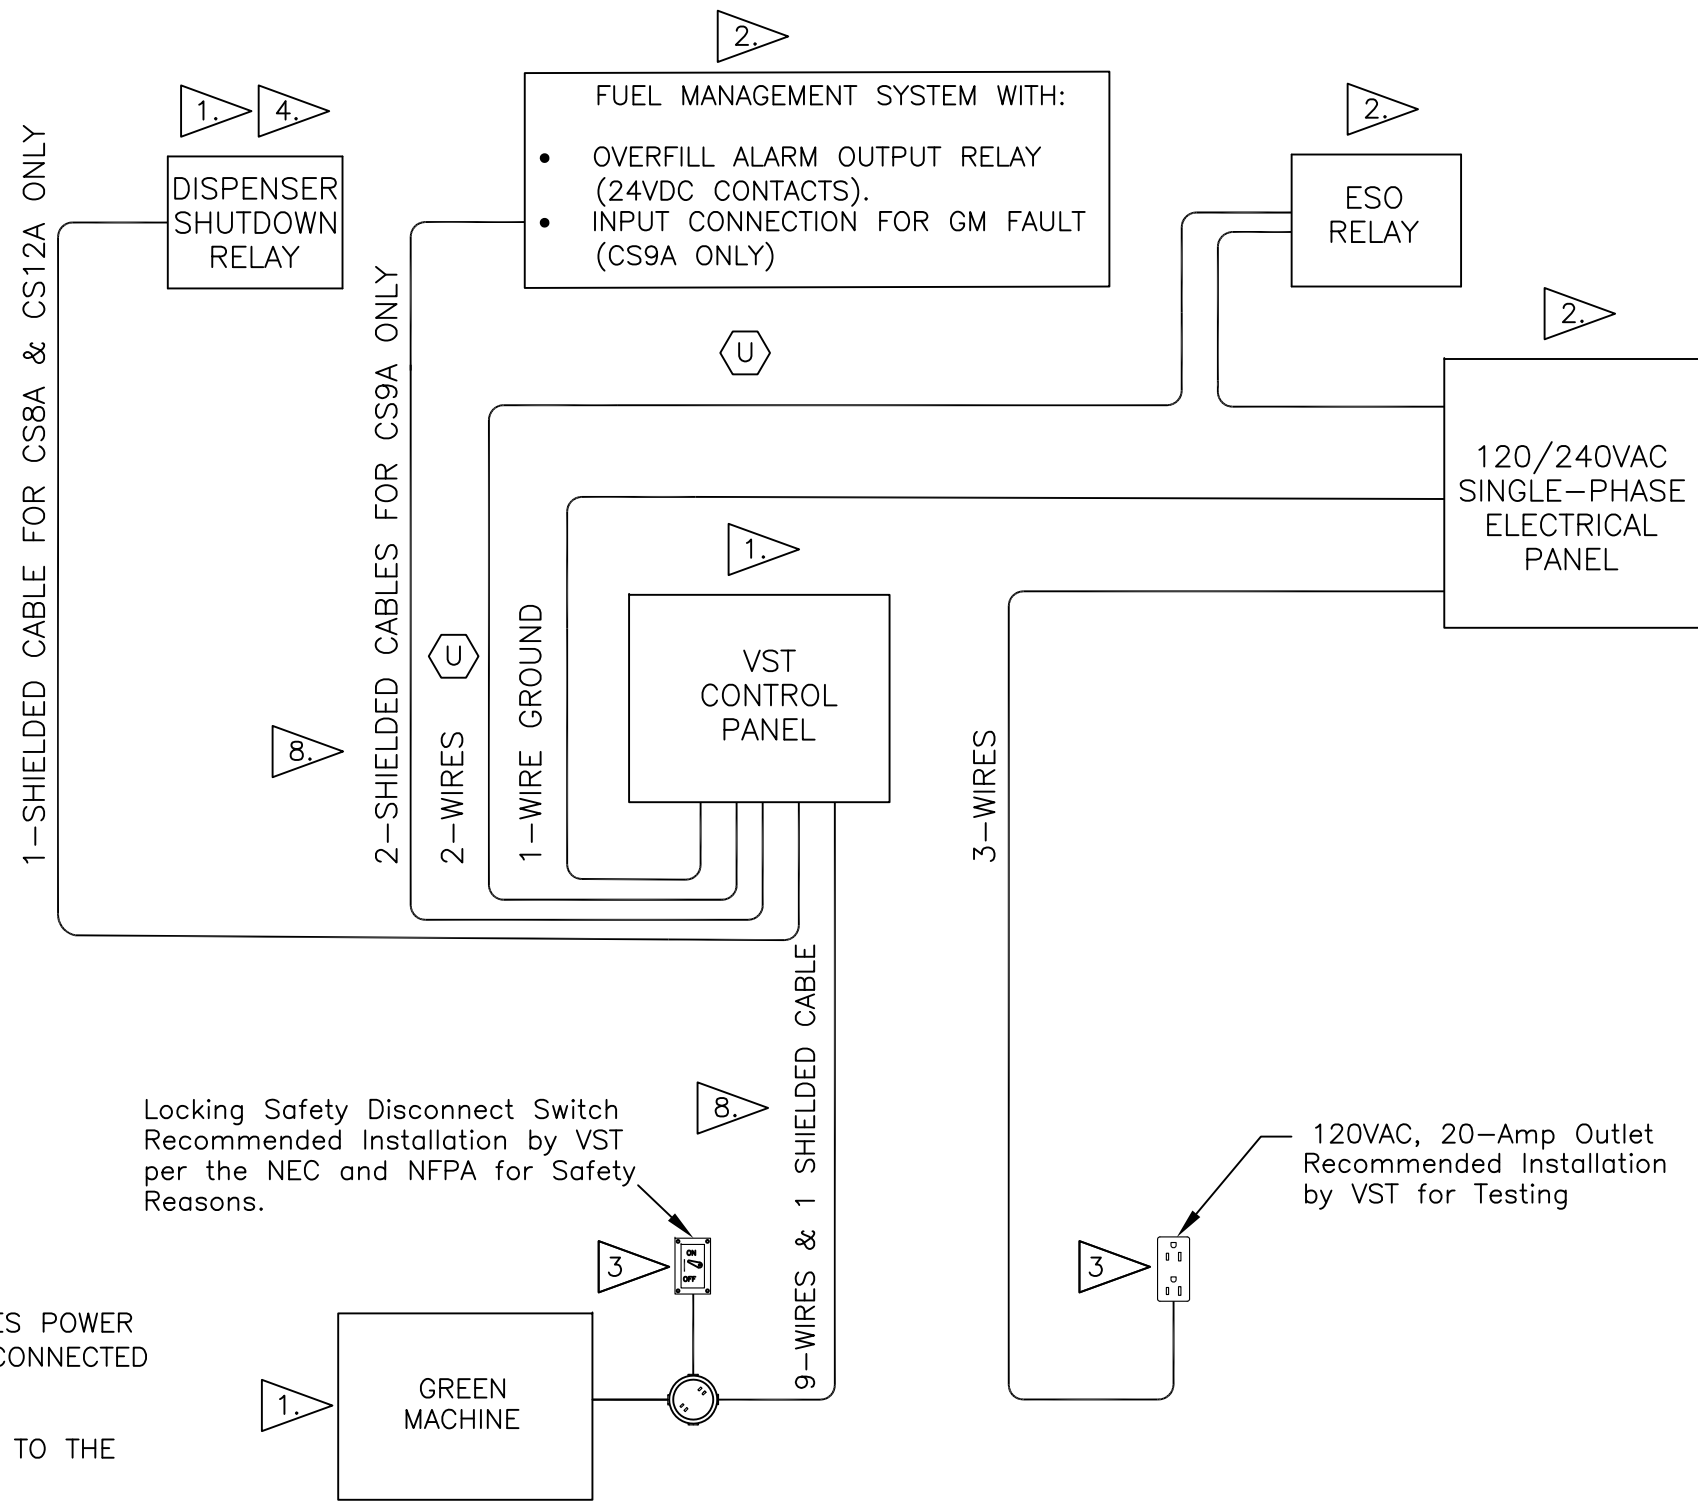 2.
FUEL MANAGEMENT SYSTEM WITH:
• OVERFILL ALARM OUTPUT RELAY
(24VDC CONTACTS).
• INPUT CONNECTION FOR GM FAULT
(CS9A ONLY)
1.
4.
DISPENSER
SHUTDOWN
RELAY
2.
ESO
RELAY
2.
120/240VAC
SINGLE-PHASE
ELECTRICAL
PANEL
U
1-SHIELDED CABLE FOR CS8A & CS12A ONLY
2-SHIELDED CABLES FOR CS9A ONLY
8.
U
2-WIRES
1-WIRE GROUND
1.
VST
CONTROL
PANEL
3-WIRES
9-WIRES & 1 SHIELDED CABLE
8.
Locking Safety Disconnect Switch
Recommended Installation by VST
per the NEC and NFPA for Safety
Reasons.
3
ON
OFF
120VAC, 20-Amp Outlet
Recommended Installation
by VST for Testing
3
ES POWER
CONNECTED
TO THE
1.
GREEN
MACHINE